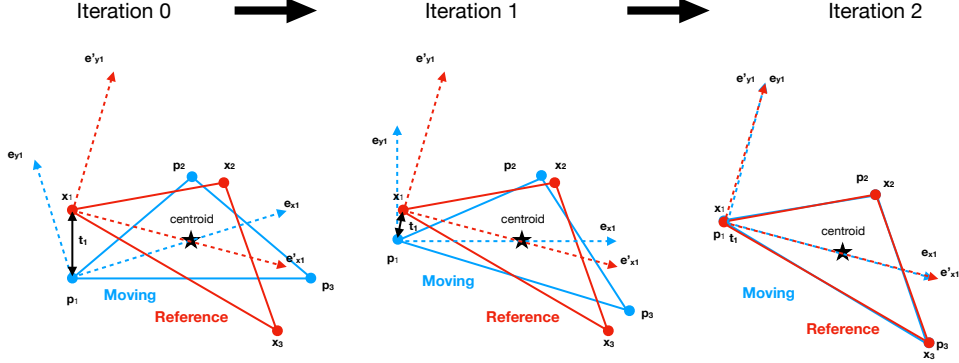 Iteration 0
Iteration 1
Iteration 2
e'y1
ey1
x1
p2
x2
centroid
ex1
t1
e'x1
p1
Moving
p3
Reference
x3
e'y1
ey1
p2
x2
x1
centroid
t1
ex1
p1
e'x1
Moving
p3
Reference
x3
e'y1 ey1
p2
x2
x1
p1
t1
centroid
ex1
e'x1
Moving
Reference
p3
x3